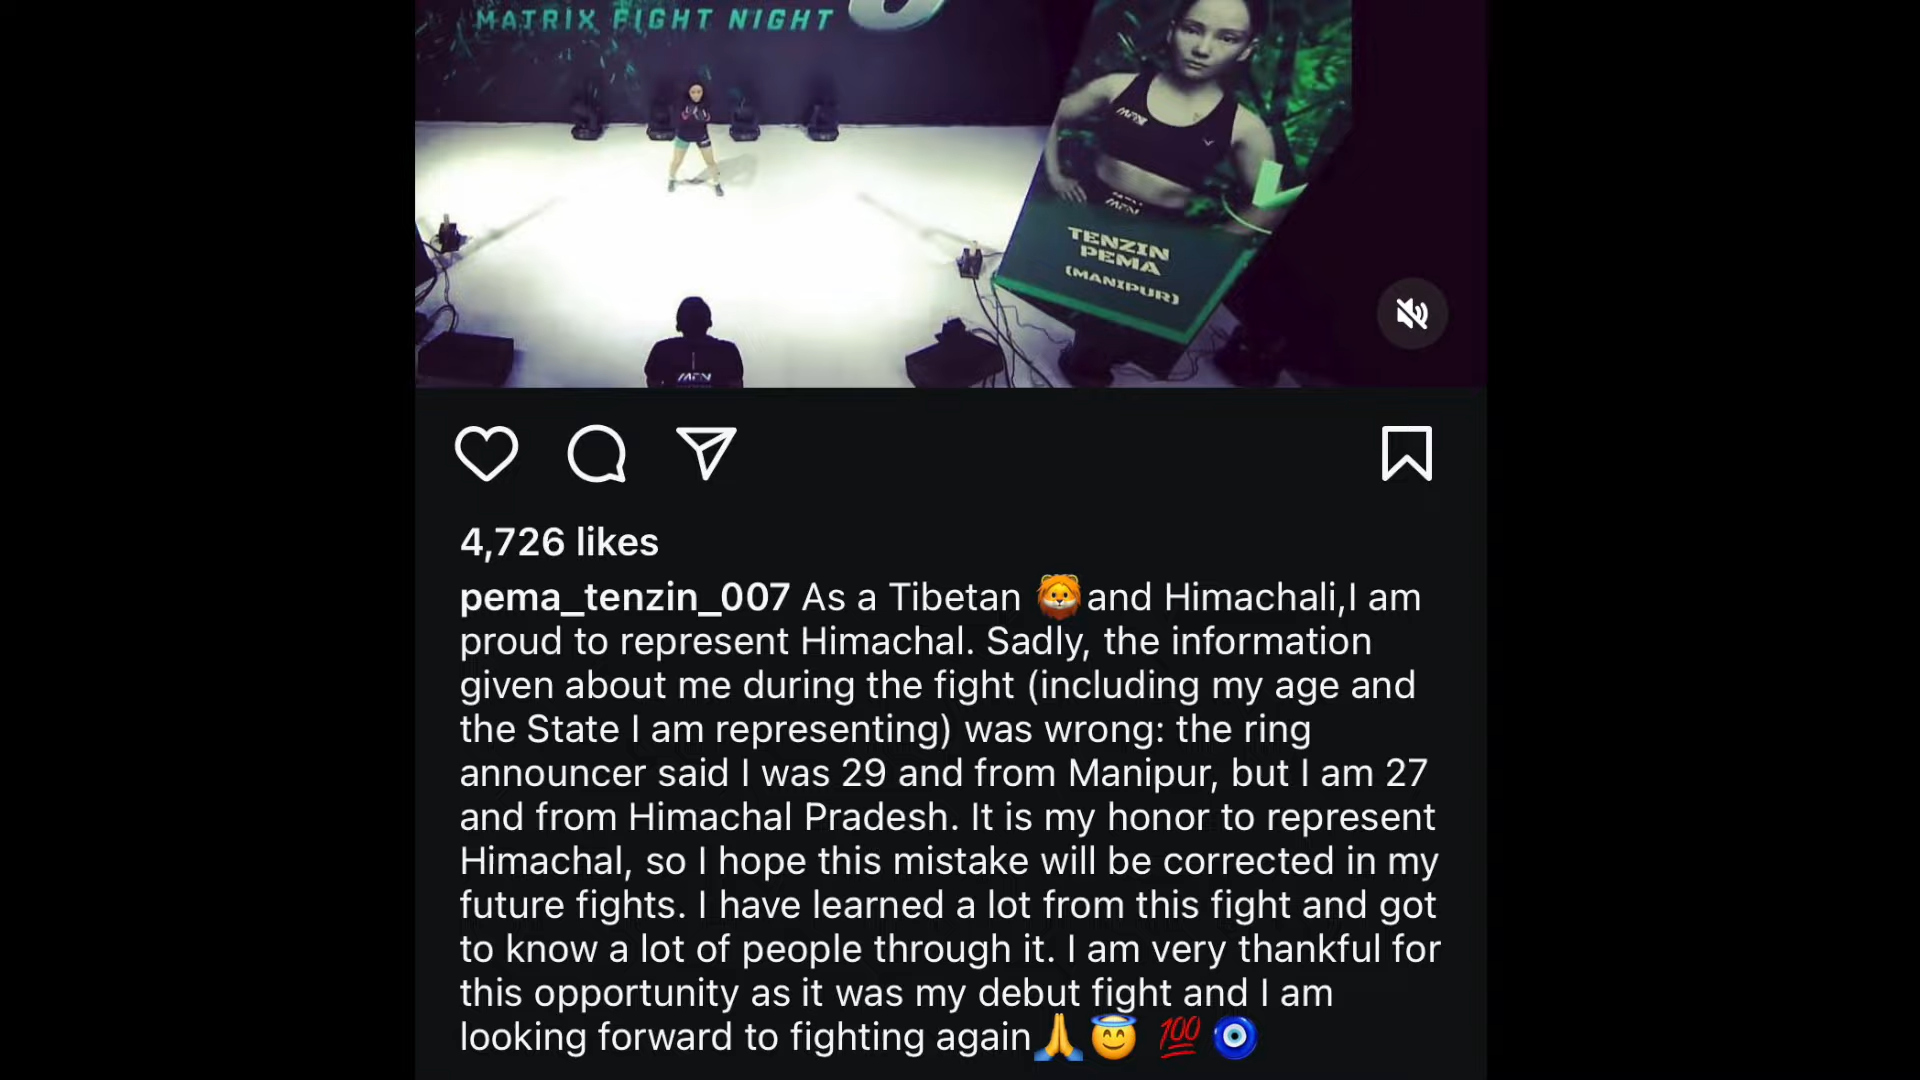 MATRIX FIGHT NIGHT
MFN
MFN
TENZIN
PEMA
(MANIPUR)
MFN
4,726 likes
pema_tenzin_007 As a Tibetan 🦁and Himachali,I am
proud to represent Himachal. Sadly, the information
given about me during the fight (including my age and
the State I am representing) was wrong: the ring
announcer said I was 29 and from Manipur, but I am 27
and from Himachal Pradesh. It is my honor to represent
Himachal, so I hope this mistake will be corrected in my
future fights. I have learned a lot from this fight and got
to know a lot of people through it. I am very thankful for
this opportunity as it was my debut fight and I am
looking forward to fighting again🙏😇 💯🧿